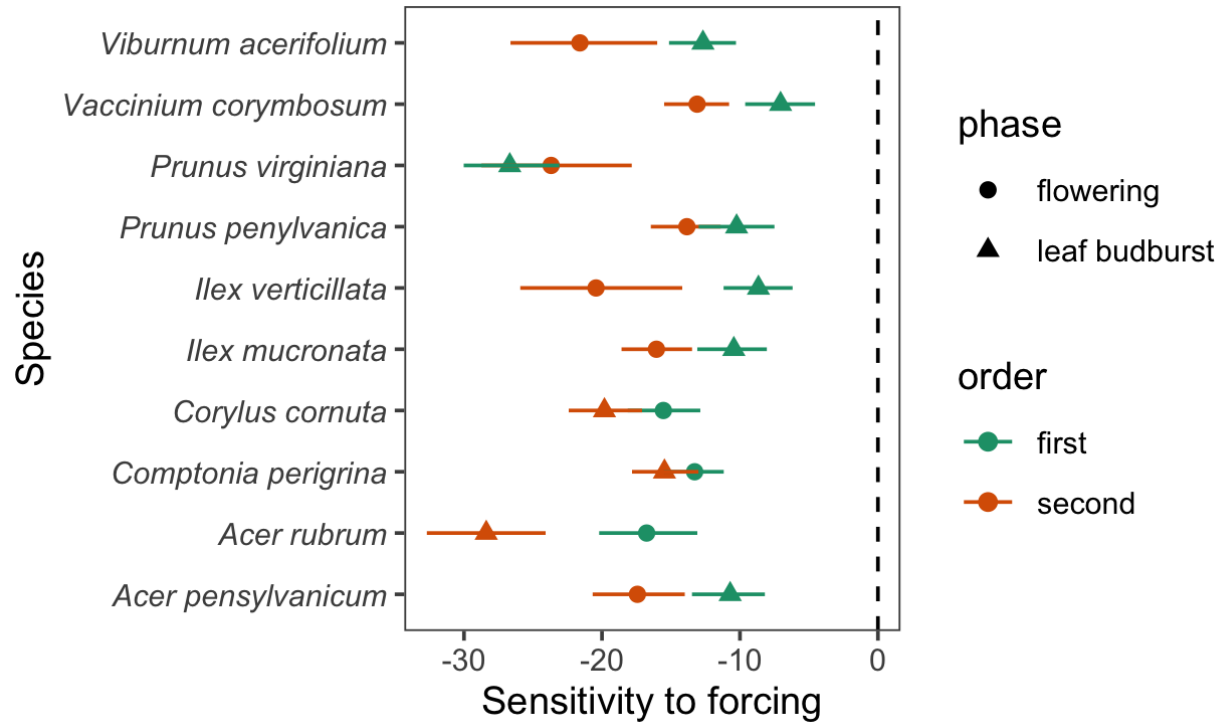 Viburnum acerifolium
Vaccinium corymbosum
Prunus virginiana
Prunus penylvanica
Ilex verticillata
Ilex mucronata
Corylus cornuta
Comptonia perigrina
Acer rubrum
Acer pensylvanicum
Species
-30 -20 -10 0
Sensitivity to forcing
phase
flowering
leaf budburst
order
first
second